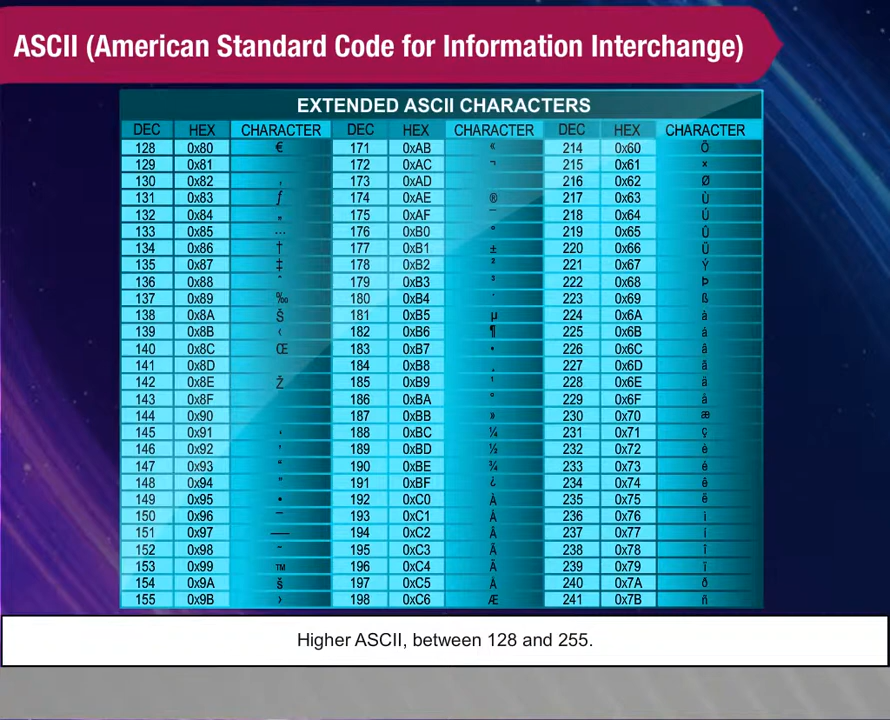 ASCII (American Standard Code for Information Interchange)
EXTENDED ASCII CHARACTERS
DEC HEX CHARACTER DEC HEX CHARACTER DEC HEX CHARACTER
128 0x80 € 171 0xAB « 214 0x60 Ö
129 0x81 172 0xAC ¬ 215 0x61 ×
130 0x82 ‚ 173 0xAD 216 0x62 Ø
131 0x83 ƒ 174 0xAE ® 217 0x63 Ù
132 0x84 „ 175 0xAF ¯ 218 0x64 Ú
133 0x85 … 176 0xB0 ° 219 0x65 Û
134 0x86 † 177 0xB1 ± 220 0x66 Ü
135 0x87 ‡ 178 0xB2 ² 221 0x67 Ý
136 0x88 ˆ 179 0xB3 ³ 222 0x68 Þ
137 0x89 ‰ 180 0xB4 ´ 223 0x69 ß
138 0x8A Š 181 0xB5 µ 224 0x6A à
139 0x8B ‹ 182 0xB6 ¶ 225 0x6B á
140 0x8C Œ 183 0xB7 • 226 0x6C â
141 0x8D 184 0xB8 ¸ 227 0x6D ã
142 0x8E Ž 185 0xB9 ¹ 228 0x6E ä
143 0x8F 186 0xBA º 229 0x6F å
144 0x90 187 0xBB » 230 0x70 æ
145 0x91 ‘ 188 0xBC ¼ 231 0x71 ç
146 0x92 ’ 189 0xBD ½ 232 0x72 è
147 0x93 “ 190 0xBE ¾ 233 0x73 é
148 0x94 ” 191 0xBF ¿ 234 0x74 ê
149 0x95 • 192 0xC0 À 235 0x75 ë
150 0x96 – 193 0xC1 Á 236 0x76 ì
151 0x97 — 194 0xC2 Â 237 0x77 í
152 0x98 ˜ 195 0xC3 Ã 238 0x78 î
153 0x99 ™ 196 0xC4 Ä 239 0x79 ï
154 0x9A š 197 0xC5 Å 240 0x7A ð
155 0x9B › 198 0xC6 Æ 241 0x7B ñ
Higher ASCII, between 128 and 255.